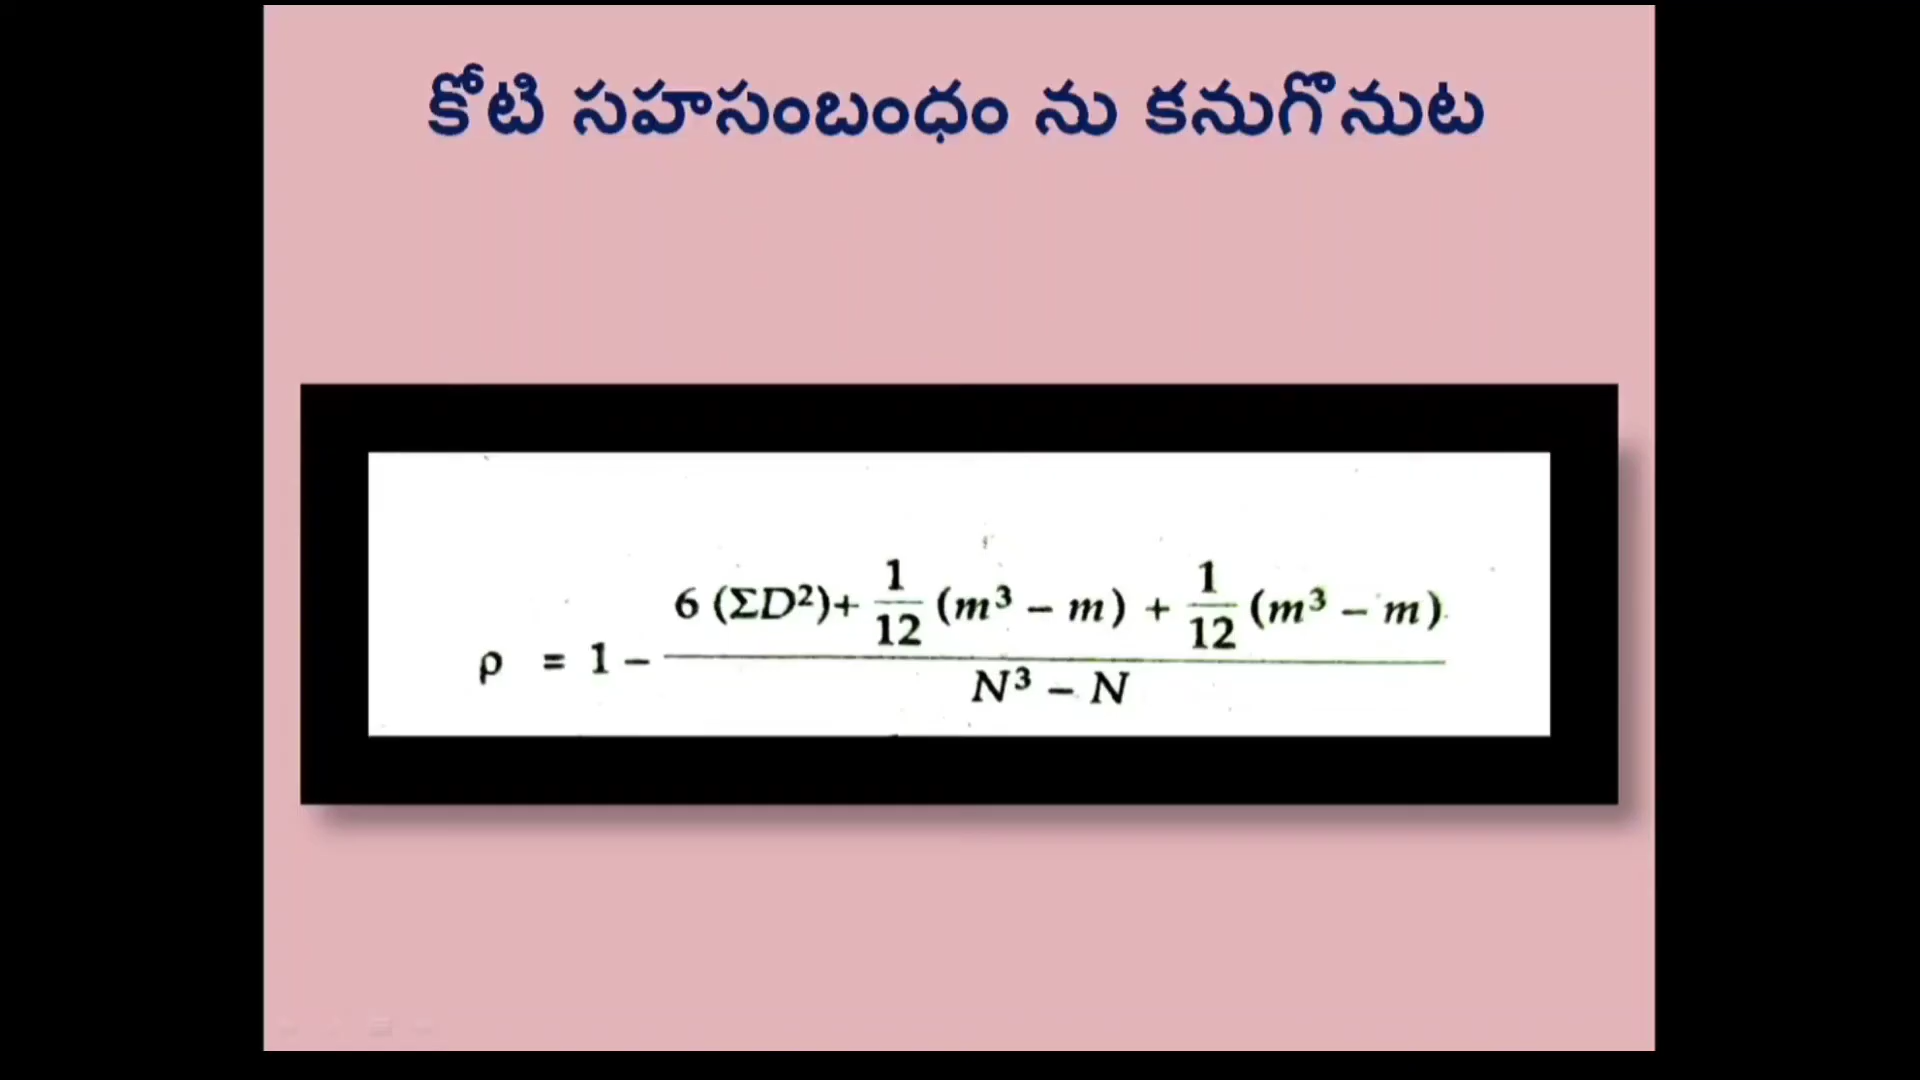 కోటి సహసంబంధం ను కనుగొనుట
ρ = 1 – 6 (ΣD²)+ 1/12 (m³ – m) + 1/12 (m³ – m) / N³ – N